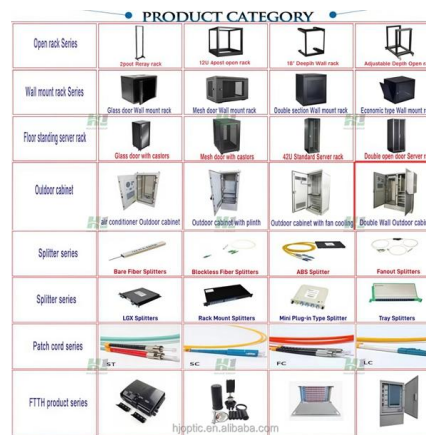 PRODUCT CATEGORY
Open rack Series
2post Relay rack
12U 4post open rack
18" Deepth Wall rack
Adjustable Depth Open r
Wall mount rack Series
Glass door Wall mount rack
Mesh door Wall mount rack
Double section Wall mount rack
Economic type Wall mount r
Floor standing server rack
Glass door with casters
Mesh door with casters
42U Standard Server rack
Double open door Server r
Outdoor cabinet
air conditioner Outdoor cabinet
Outdoor cabinet with plinth
Outdoor cabinet with fan cooling
Double Wall Outdoor cabi
Splitter series
Bare Fiber Splitters
Blockless Fiber Splitters
ABS Splitter
Fanout Splitters
Splitter series
LGX Splitters
Rack Mount Splitters
Mini Plug-in Type Splitter
Tray Splitters
Patch cord series
ST
SC
FC
LC
FTTH product series
hjoptic.en.alibaba.com